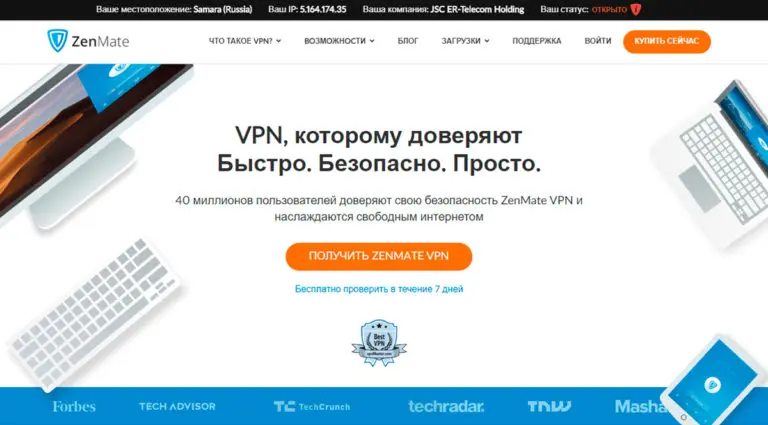 Ваше местоположение: Samara (Russia) Ваш IP: 5.164.174.35 Ваша компания: JSC ER-Telecom Holding Ваш статус: ОТКРЫТО
ZenMate ЧТО ТАКОЕ VPN? ВОЗМОЖНОСТИ БЛОГ ЗАГРУЗКИ ПОДДЕРЖКА ВОЙТИ КУПИТЬ СЕЙЧАС
VPN, которому доверяют
Быстро. Безопасно. Просто.
40 миллионов пользователей доверяют свою безопасность ZenMate VPN и
наслаждаются свободным интернетом
ПОЛУЧИТЬ ZENMATE VPN
Бесплатно проверить в течение 7 дней
Best
VPN
Forbes TECH ADVISOR TC TechCrunch techradar. TNW Masha